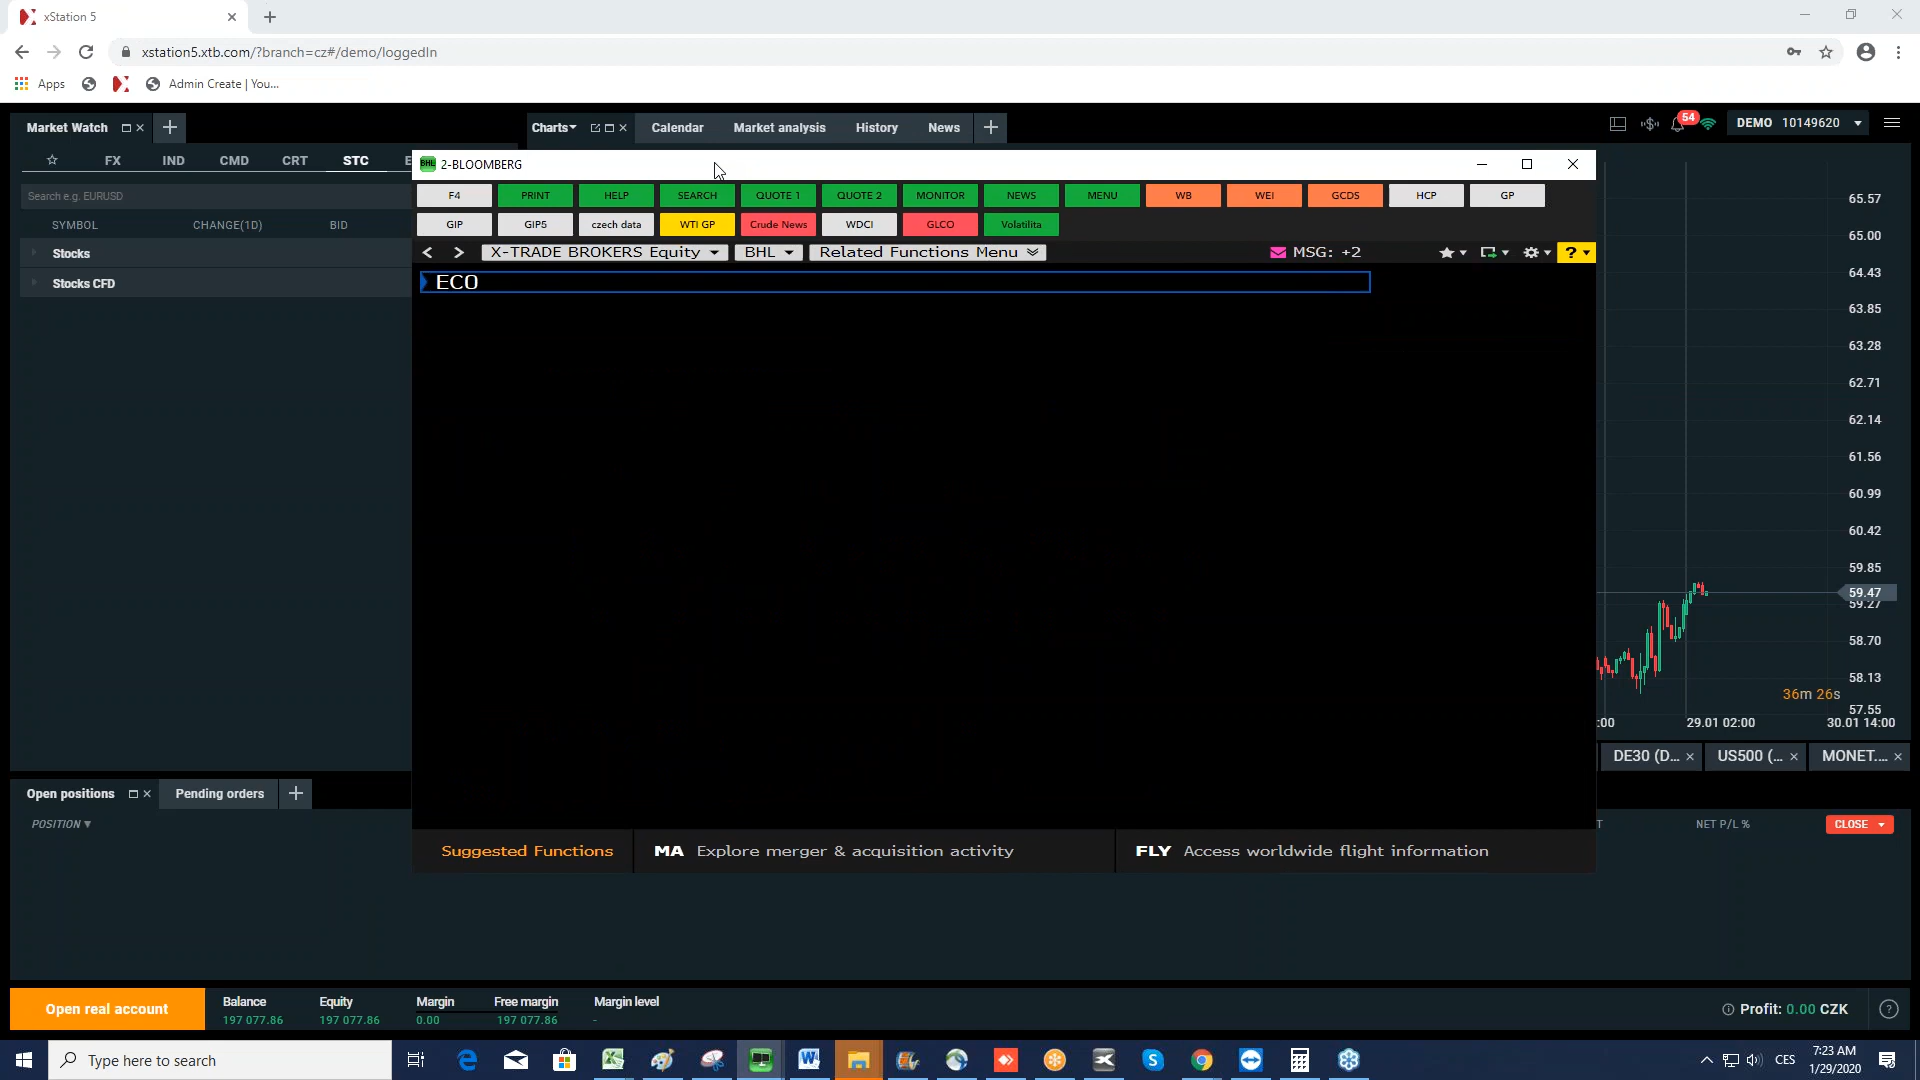 xStation 5
xstation5.xtb.com/?branch=cz#/demo/loggedIn
Apps
Admin Create | You...
Market Watch
Charts
Calendar
Market analysis
History
News
54
DEMO 10149620
FX
IND
CMD
CRT
STC
Search e.g. EURUSD
SYMBOL
CHANGE(1D)
BID
Stocks
Stocks CFD
BHL 2-BLOOMBERG
F4
PRINT
HELP
SEARCH
QUOTE 1
QUOTE 2
MONITOR
NEWS
MENU
WB
WEI
GCDS
HCP
GP
GIP
GIP5
czech data
WTI GP
Crude News
WDCI
GLCO
Volatilita
< > X-TRADE BROKERS Equity
BHL
Related Functions Menu
MSG: +2
?
ECO
Suggested Functions
MA Explore merger & acquisition activity
FLY Access worldwide flight information
65.57
65.00
64.43
63.85
63.28
62.71
62.14
61.56
60.99
60.42
59.85
59.47
59.27
58.70
58.13
57.55
36m 26s
:00
29.01 02:00
30.01 14:00
DE30 (D...
US500 (...
MONET....
Open positions
Pending orders
POSITION
T
NET P/L %
CLOSE
Open real account
Balance
197 077.86
Equity
197 077.86
Margin
0.00
Free margin
197 077.86
Margin level
-
Profit: 0.00 CZK
?
Type here to search
CES
7:23 AM
1/29/2020